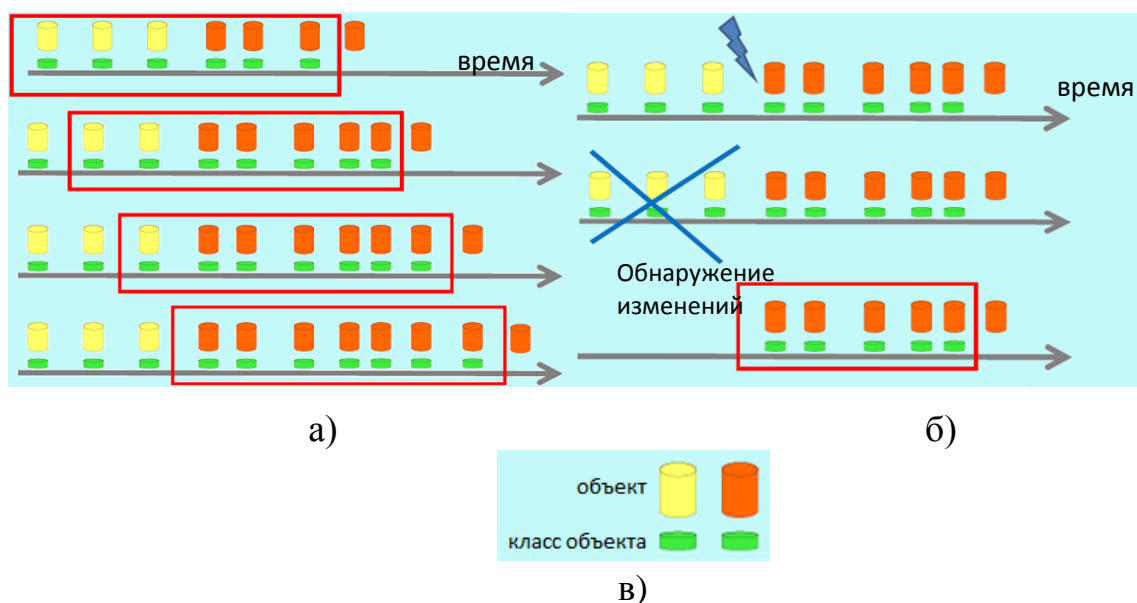 время
время
Обнаружение
изменений
а)
б)
объект
класс объекта
в)